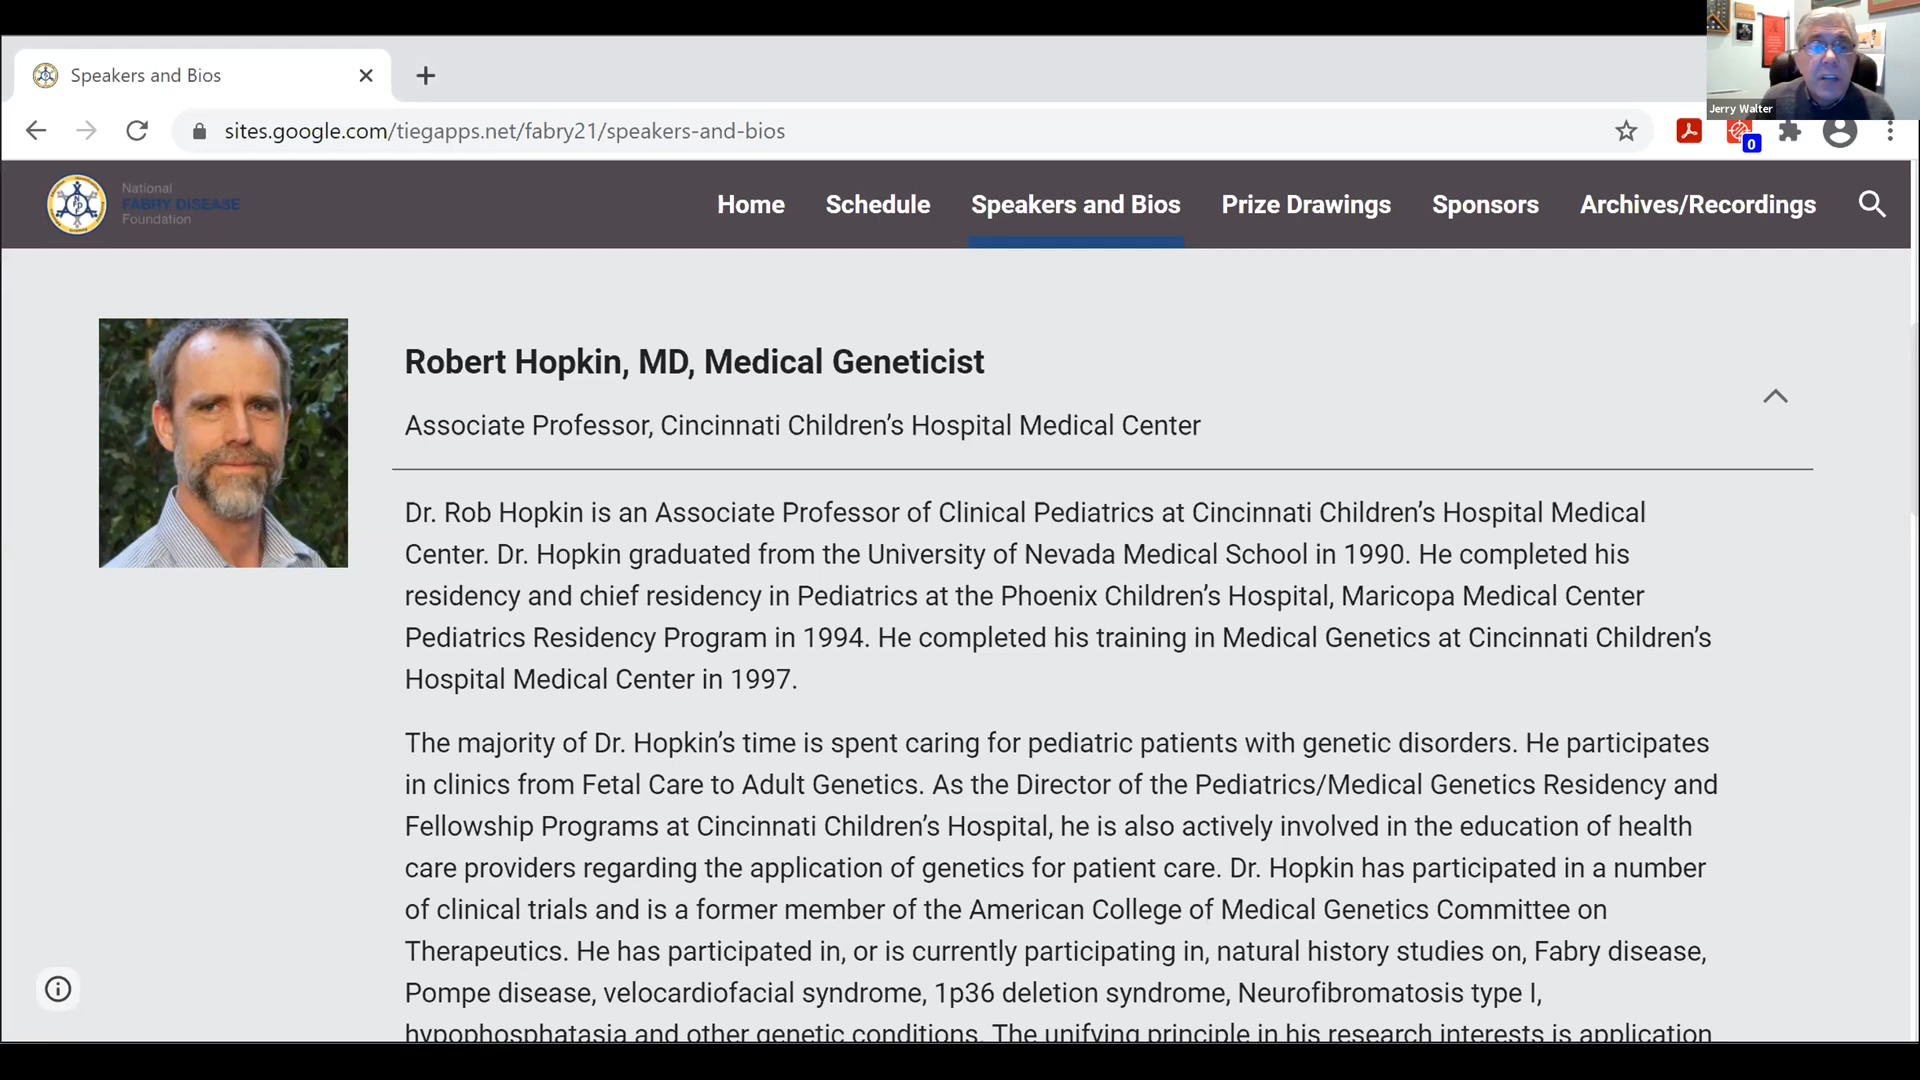 Speakers and Bios
sites.google.com/tiegapps.net/fabry21/speakers-and-bios
Jerry Walter
0
National
FABRY DISEASE
Foundation
Home Schedule Speakers and Bios Prize Drawings Sponsors Archives/Recordings
Robert Hopkin, MD, Medical Geneticist
Associate Professor, Cincinnati Children’s Hospital Medical Center
Dr. Rob Hopkin is an Associate Professor of Clinical Pediatrics at Cincinnati Children’s Hospital Medical
Center. Dr. Hopkin graduated from the University of Nevada Medical School in 1990. He completed his
residency and chief residency in Pediatrics at the Phoenix Children’s Hospital, Maricopa Medical Center
Pediatrics Residency Program in 1994. He completed his training in Medical Genetics at Cincinnati Children’s
Hospital Medical Center in 1997.
The majority of Dr. Hopkin’s time is spent caring for pediatric patients with genetic disorders. He participates
in clinics from Fetal Care to Adult Genetics. As the Director of the Pediatrics/Medical Genetics Residency and
Fellowship Programs at Cincinnati Children’s Hospital, he is also actively involved in the education of health
care providers regarding the application of genetics for patient care. Dr. Hopkin has participated in a number
of clinical trials and is a former member of the American College of Medical Genetics Committee on
Therapeutics. He has participated in, or is currently participating in, natural history studies on, Fabry disease,
Pompe disease, velocardiofacial syndrome, 1p36 deletion syndrome, Neurofibromatosis type I,
hypophosphatasia and other genetic conditions. The unifying principle in his research interests is application